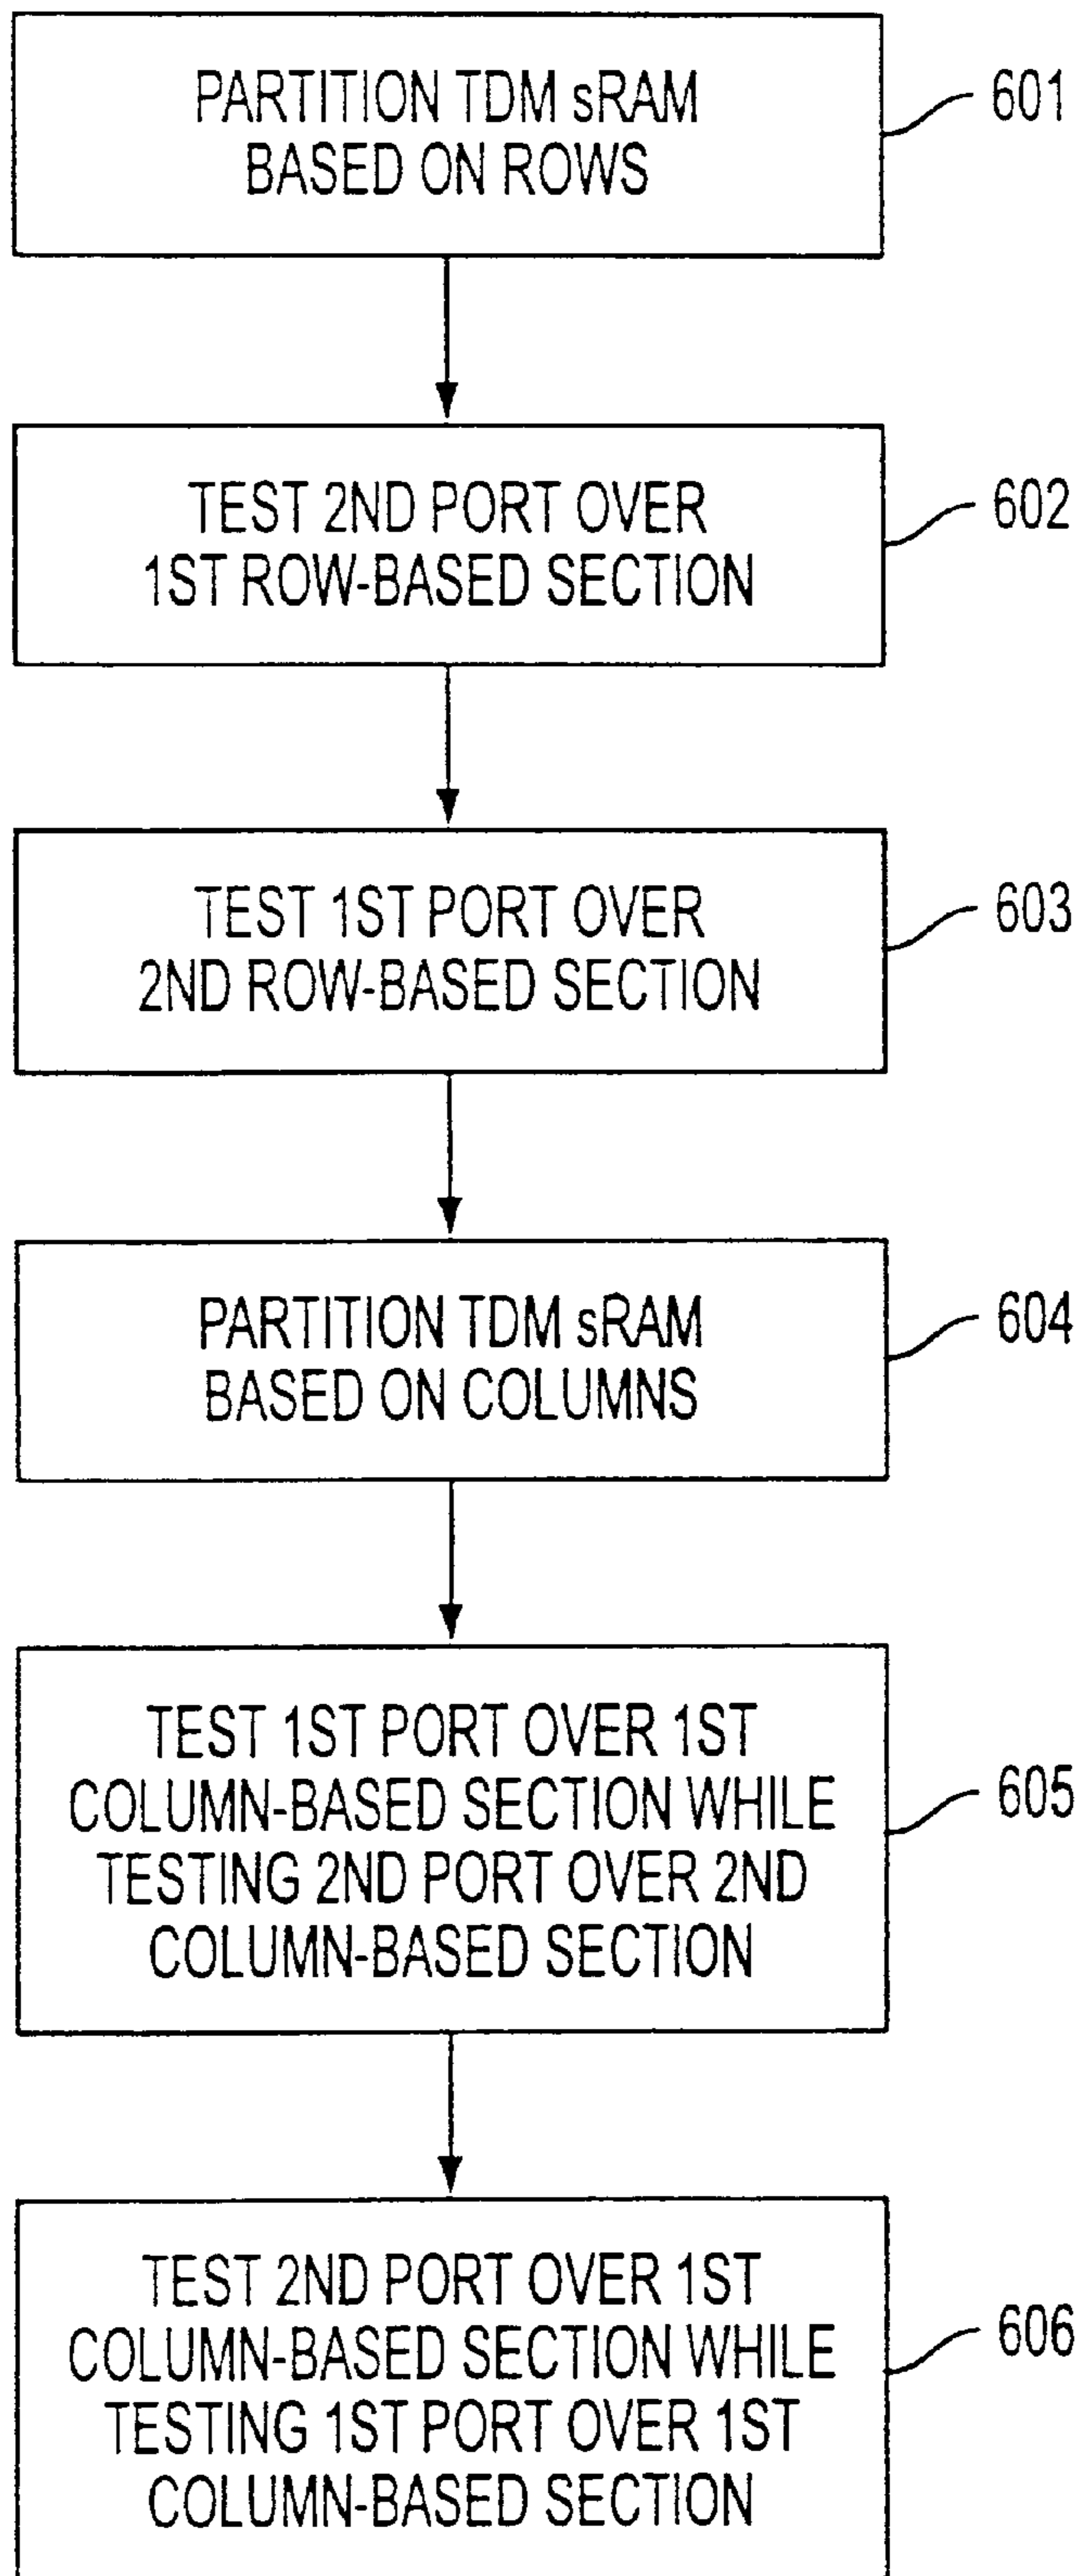 PARTITION TDM sRAM
BASED ON ROWS
601
TEST 2ND PORT OVER
1ST ROW-BASED SECTION
602
TEST 1ST PORT OVER
2ND ROW-BASED SECTION
603
PARTITION TDM sRAM
BASED ON COLUMNS
604
TEST 1ST PORT OVER 1ST
COLUMN-BASED SECTION WHILE
TESTING 2ND PORT OVER 2ND
COLUMN-BASED SECTION
605
TEST 2ND PORT OVER 1ST
COLUMN-BASED SECTION WHILE
TESTING 1ST PORT OVER 1ST
COLUMN-BASED SECTION
606